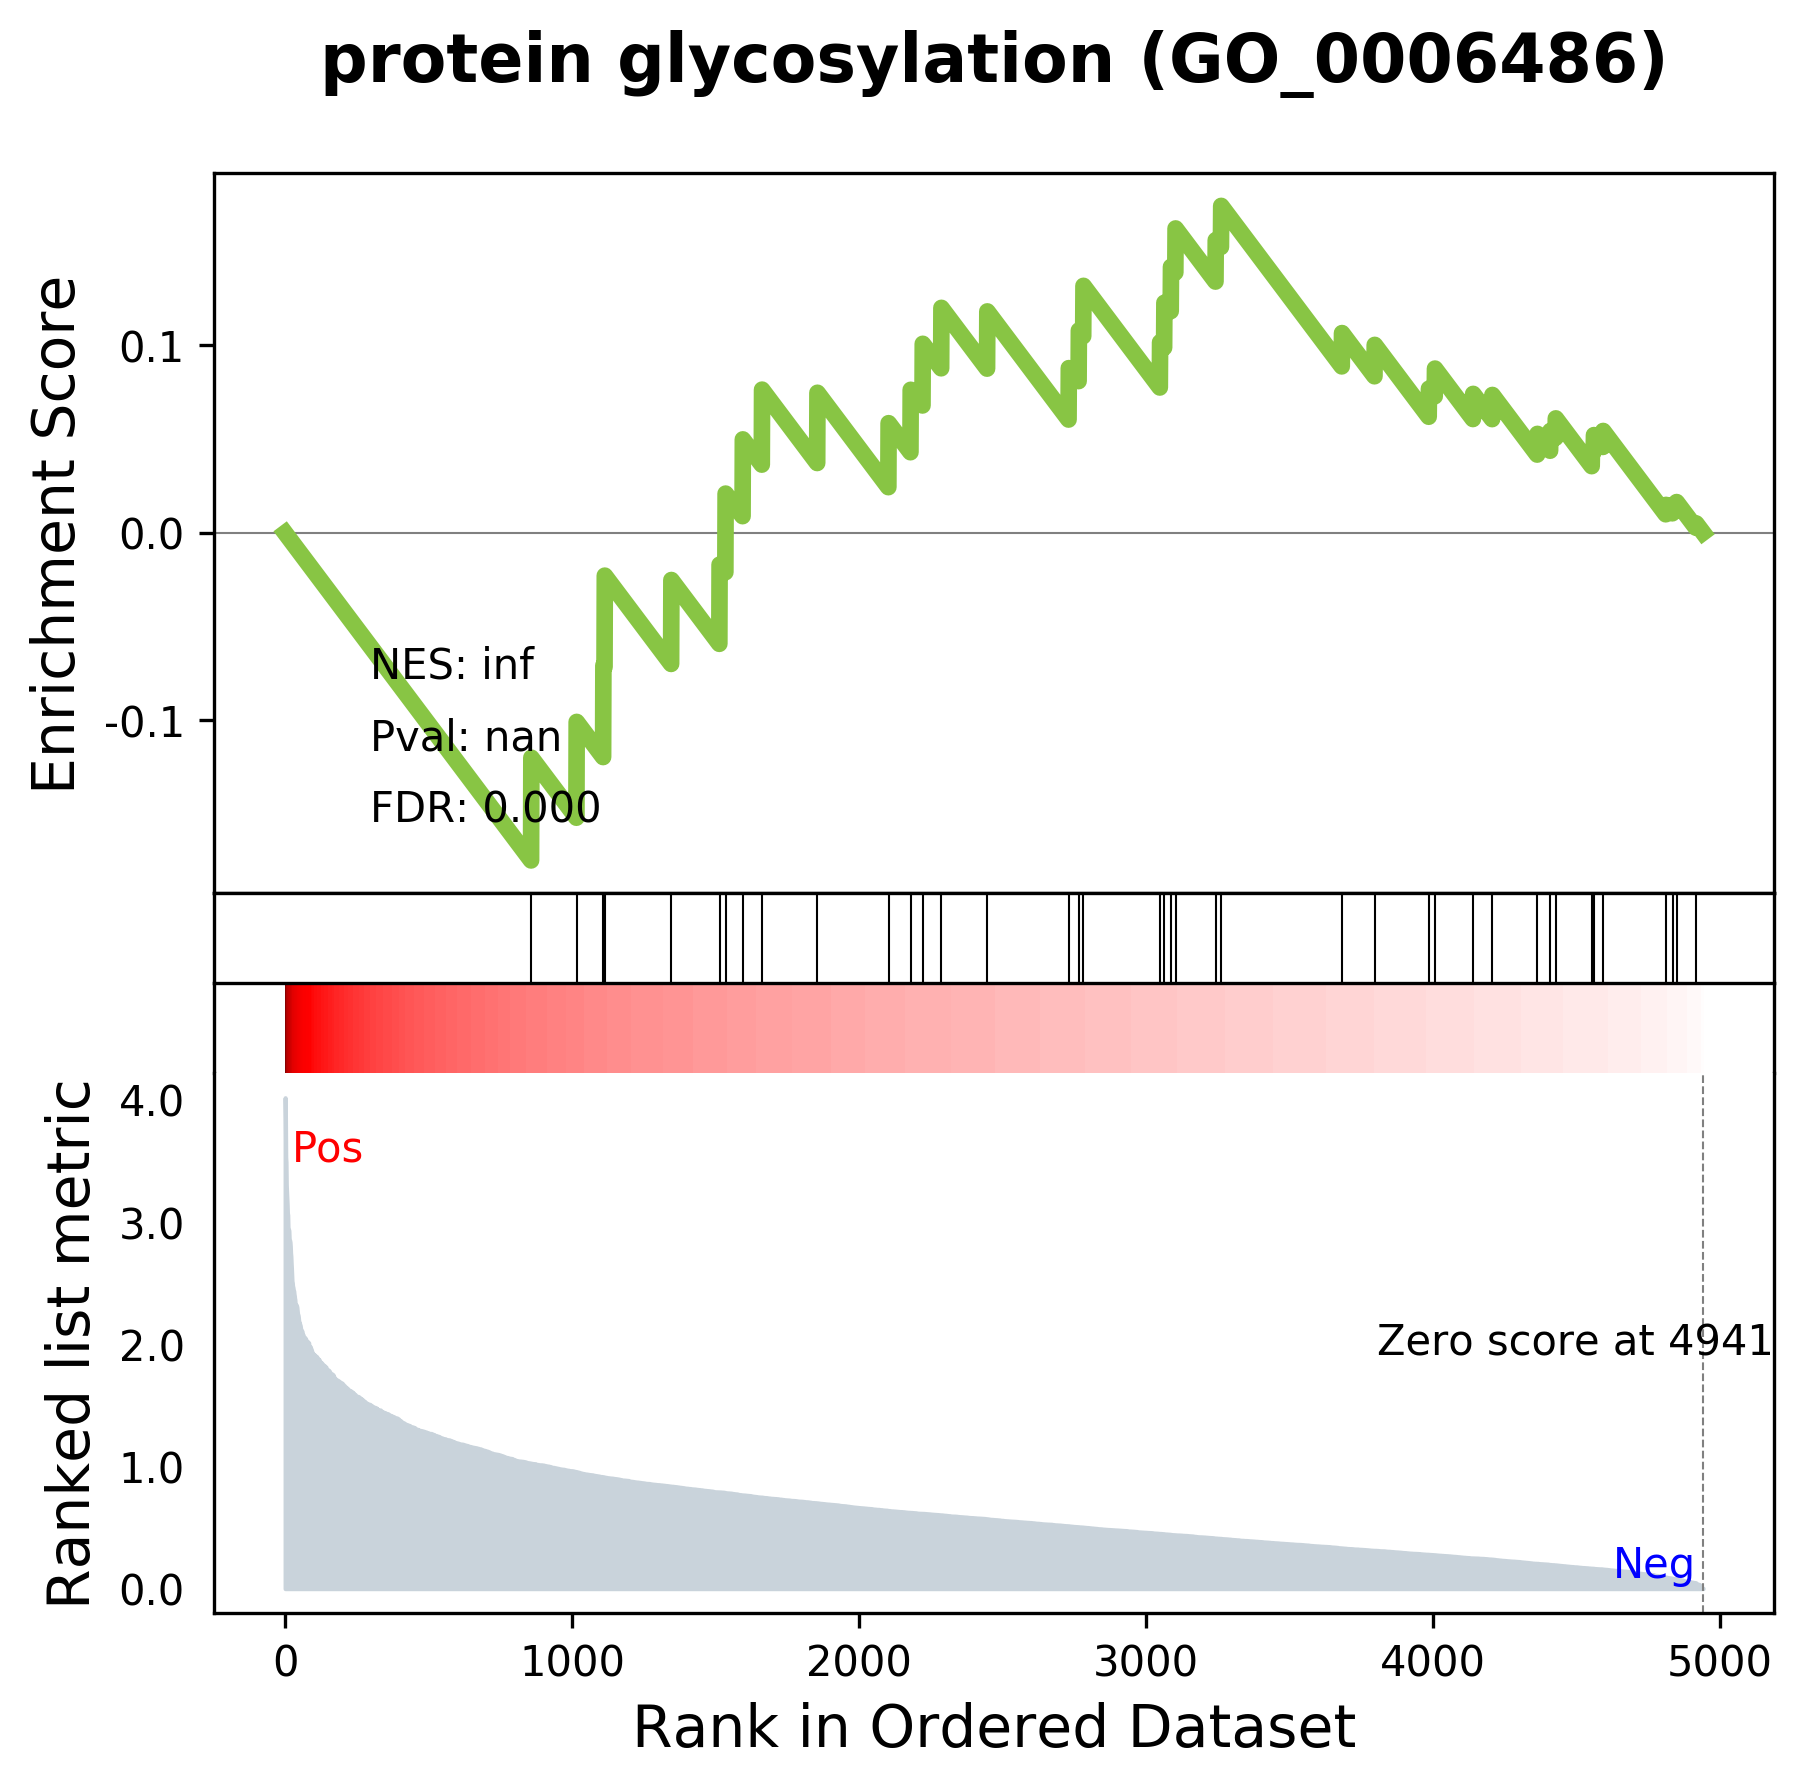 protein glycosylation (GO_0006486)
Enrichment Score
0.1
0.0
-0.1
NES: inf
Pval: nan
FDR: 0.000
Ranked list metric
4.0
3.0
2.0
1.0
0.0
Pos
Zero score at 4941
Neg
0 1000 2000 3000 4000 5000
Rank in Ordered Dataset